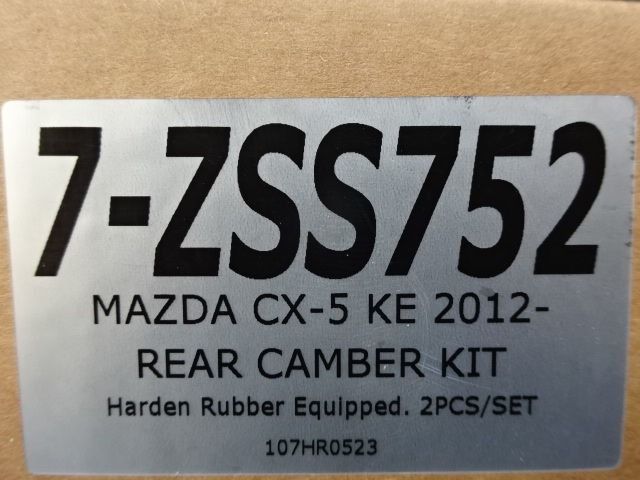 7-ZSS752
MAZDA CX-5 KE 2012-
REAR CAMBER KIT
Harden Rubber Equipped. 2PCS/SET
107HR0523